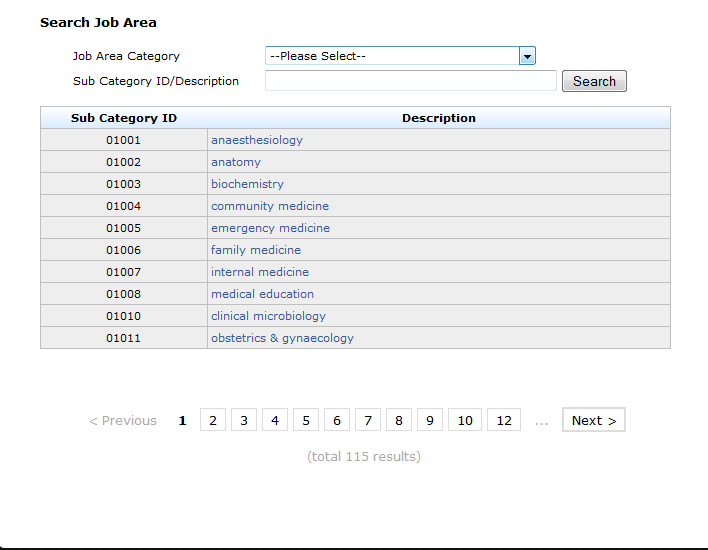 Search Job Area
Job Area Category --Please Select--
Sub Category ID/Description Search
Sub Category ID Description
01001 anaesthesiology
01002 anatomy
01003 biochemistry
01004 community medicine
01005 emergency medicine
01006 family medicine
01007 internal medicine
01008 medical education
01010 clinical microbiology
01011 obstetrics & gynaecology
< Previous 1 2 3 4 5 6 7 8 9 10 12 ... Next >
(total 115 results)